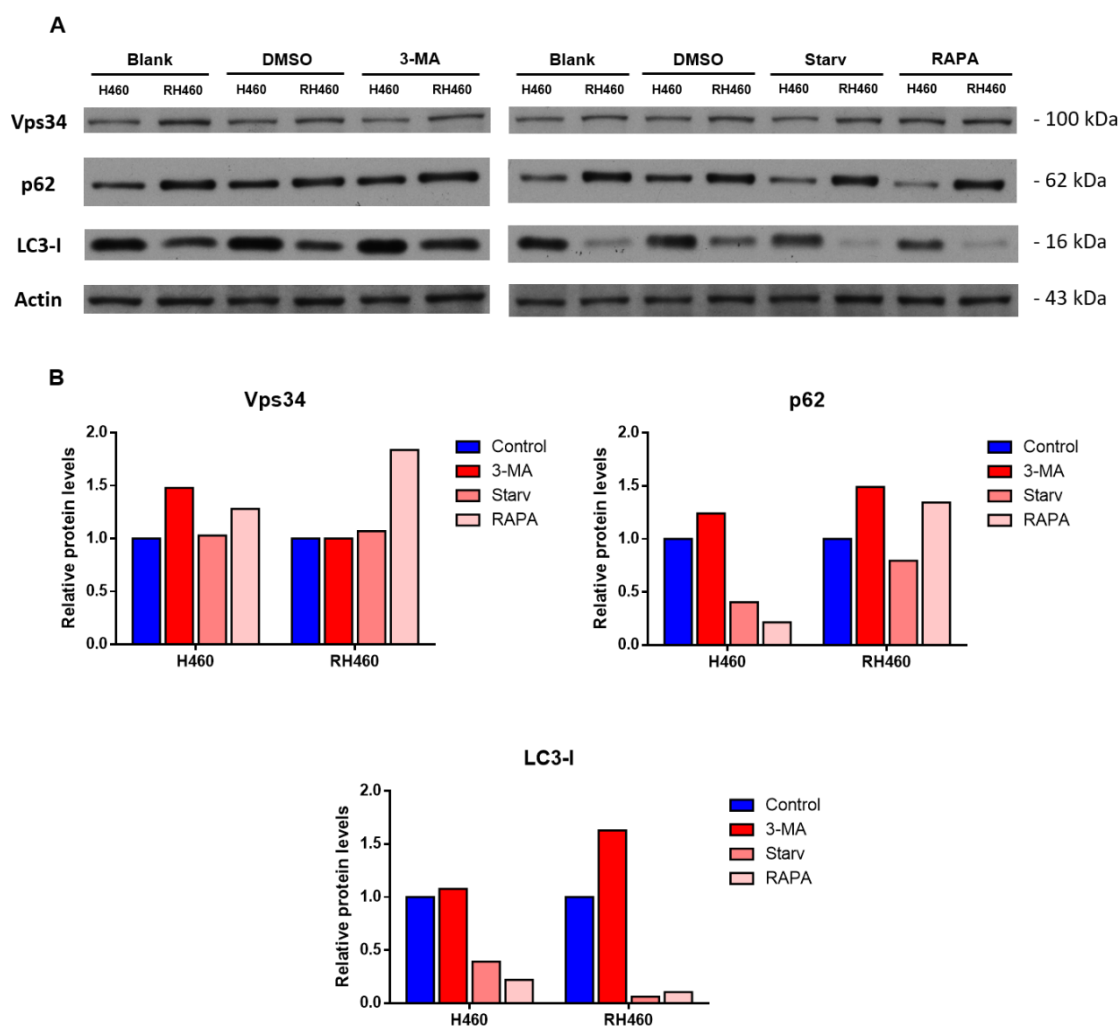 A
Blank DMSO 3-MA Blank DMSO Starv RAPA
H460 RH460 H460 RH460 H460 RH460 H460 RH460 H460 RH460 H460 RH460 H460 RH460
Vps34 - 100 kDa
p62 - 62 kDa
LC3-I - 16 kDa
Actin - 43 kDa
B
Vps34
Relative protein levels
2.0
1.5
1.0
0.5
0.0
H460 RH460
Control
3-MA
Starv
RAPA
p62
Relative protein levels
2.0
1.5
1.0
0.5
0.0
H460 RH460
Control
3-MA
Starv
RAPA
LC3-I
Relative protein levels
2.0
1.5
1.0
0.5
0.0
H460 RH460
Control
3-MA
Starv
RAPA